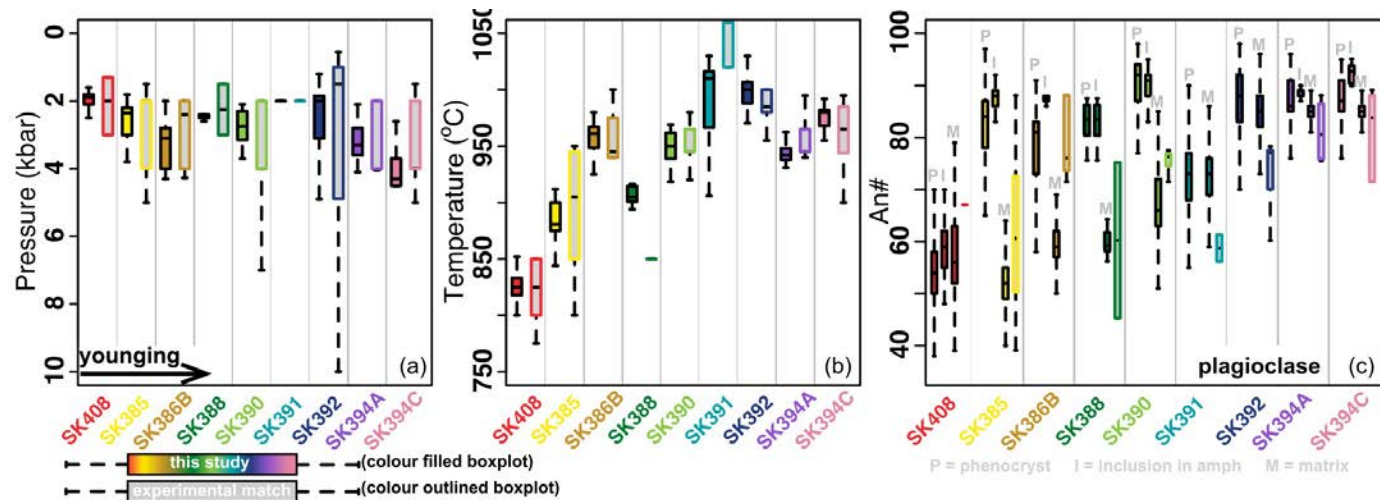 Pressure (kbar)
0
2
4
6
8
10
younging
(a)
SK408
SK385
SK386B
SK388
SK390
SK391
SK392
SK394A
SK394C
Temperature (°C)
1050
950
850
750
(b)
SK408
SK385
SK386B
SK388
SK390
SK391
SK392
SK394A
SK394C
An#
100
80
60
40
P I M
P I M
P I M
P I M
P I M
P M
P M
P I M
P I M
plagioclase
(c)
SK408
SK385
SK386B
SK388
SK390
SK391
SK392
SK394A
SK394C
this study (colour filled boxplot)
experimental match (colour outlined boxplot)
P = phenocryst I = inclusion in amph M = matrix